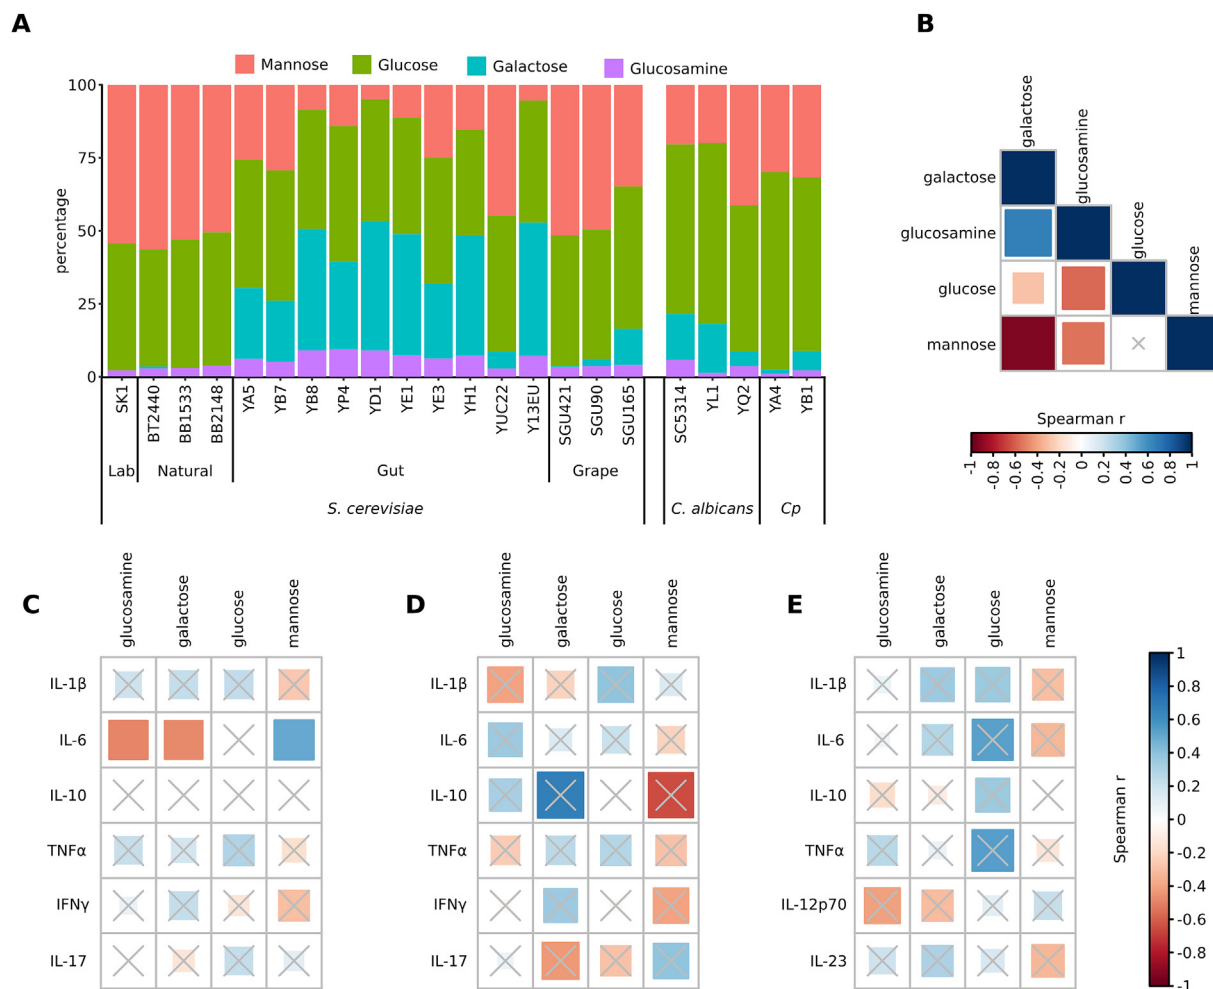 A
Mannose Glucose Galactose Glucosamine
percentage
100
75
50
25
0
SK1 BT2440 BB1533 BB2148 YA5 YB7 YB8 YP4 YD1 YE1 YE3 YH1 YUC22 Y13EU SGU421 SGU90 SGU165 SC5314 YL1 YQ2 YA4 YB1
Lab Natural Gut Grape
S. cerevisiae C. albicans Cp
B
galactose glucosamine glucose mannose
galactose
glucosamine
glucose
mannose
Spearman r
-1 -0.8 -0.6 -0.4 -0.2 0 0.2 0.4 0.6 0.8 1
C
glucosamine galactose glucose mannose
IL-1β
IL-6
IL-10
TNFα
IFNγ
IL-17
D
glucosamine galactose glucose mannose
IL-1β
IL-6
IL-10
TNFα
IFNγ
IL-17
E
glucosamine galactose glucose mannose
IL-1β
IL-6
IL-10
TNFα
IL-12p70
IL-23
Spearman r
1
0.8
0.6
0.4
0.2
0
-0.2
-0.4
-0.6
-0.8
-1